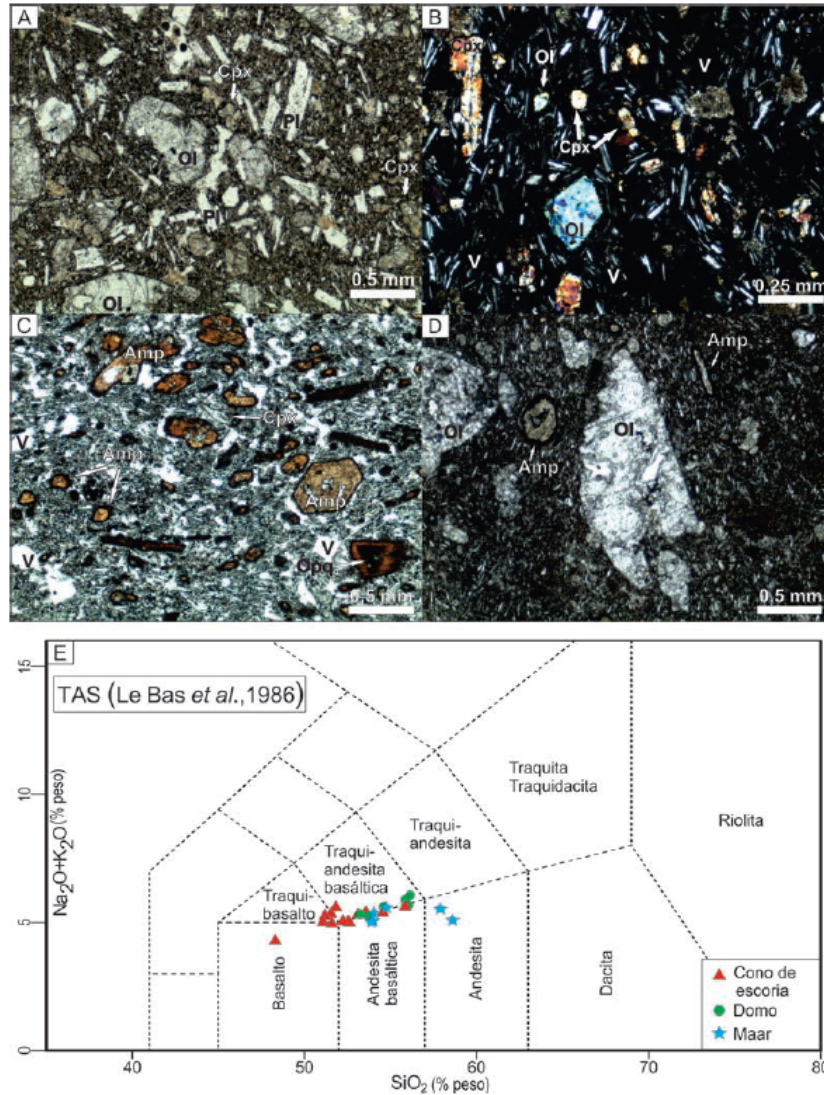 A
Cpx
Pl
Ol
Cpx
Pl
Ol
0.5 mm
B
Cpx
Ol
V
Cpx
Ol
V
V
0.25 mm
C
Amp
Cpx
V
Amp
Amp
V
V
Opq
0.5 mm
D
Amp
Ol
Ol
Amp
0.5 mm
E
TAS (Le Bas et al.,1986)
Na₂O+K₂O (% peso)
15
10
5
0
Traquita
Traquidacita
Riolita
Traqui-
andesita
Traqui-
andesita
basáltica
Traqui-
basalto
Basalto
Andesita
basáltica
Andesita
Dacita
Cono de
escoria
Domo
Maar
40
50
60
70
80
SiO₂ (% peso)